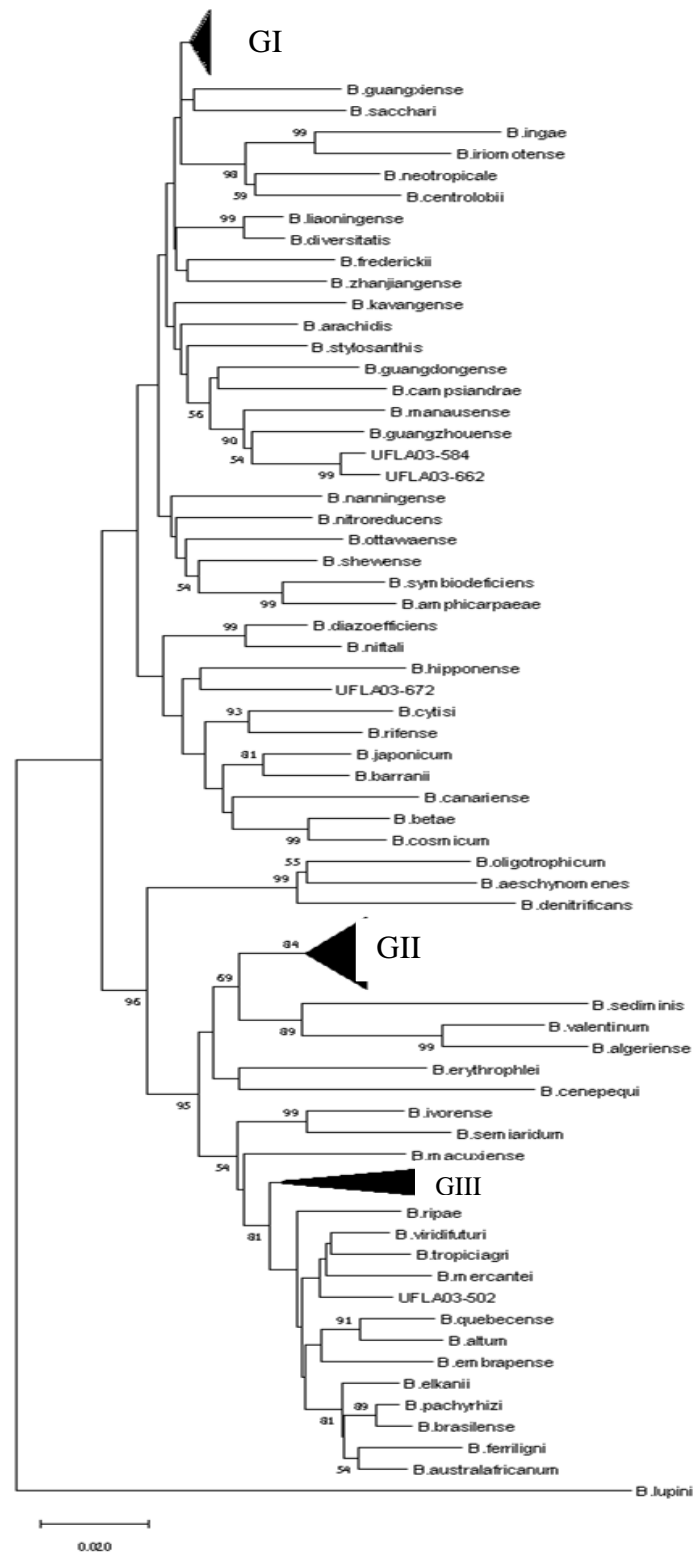 GI
B.guangxiense
B.sacchari
99
B.ingae
B.iriomotense
98
B.neotropicale
59
B.centrolobii
99
B.liaoningense
B.diversitatis
B.frederickii
B.zhanjiangense
B.kavangense
B.arachidis
B.stylosanthis
B.guangdongense
B.campsiandrae
56
B.manausense
90
B.guangzhouense
54
UFLA03-584
99
UFLA03-662
B.nanningense
B.nitroreducens
B.ottawaense
B.shewense
54
B.symbiodeficiens
99
B.amphicarpaeae
99
B.diazoefficiens
B.niftali
B.hipponense
UFLA03-672
93
B.cytisi
B.rifense
81
B.japonicum
B.barranii
B.canariense
B.betae
99
B.cosmicum
55
B.oligotrophicum
99
B.aeschynomenes
B.denitrificans
84
GII
69
96
B.sediminis
89
B.valentinum
99
B.algeriense
B.erythrophlei
B.cenepequi
95
99
B.ivorense
B.semiaridum
54
B.macuxiense
GIII
81
B.ripae
B.viridifuturi
B.tropiciagri
B.mercantei
UFLA03-502
91
B.quebecense
B.altum
B.embrapense
B.elkanii
89
B.pachyrhizi
81
B.brasilense
B.ferriligni
54
B.australafricanum
B.lupini
0.020